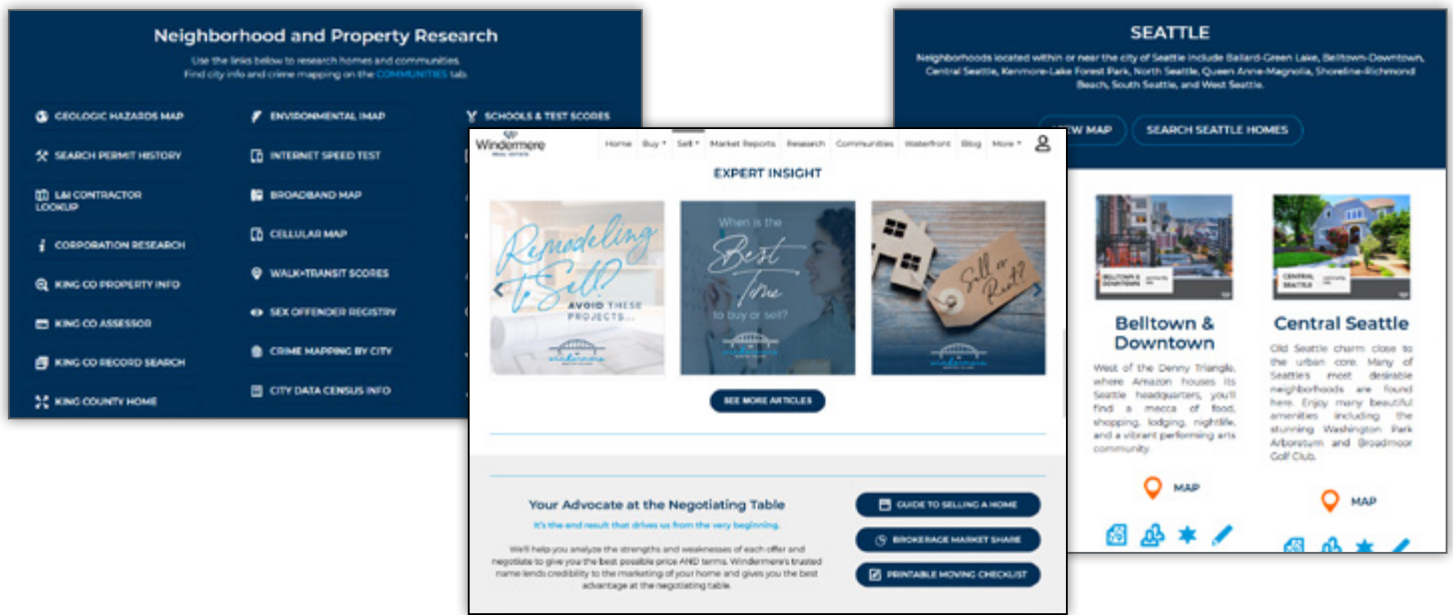 Neighborhood and Property Research
Use the links below to research homes and communities.
Find city info and crime mapping on the COMMUNITIES tab.
GEOLOGIC HAZARDS MAP
SEARCH PERMIT HISTORY
L&I CONTRACTOR
LOOKUP
CORPORATION RESEARCH
KING CO PROPERTY INFO
KING CO ASSESSOR
KING CO RECORD SEARCH
KING COUNTY HOME
ENVIRONMENTAL IMAP
INTERNET SPEED TEST
BROADBAND MAP
CELLULAR MAP
WALK+TRANSIT SCORES
SEX OFFENDER REGISTRY
CRIME MAPPING BY CITY
CITY DATA CENSUS INFO
SCHOOLS & TEST SCORES
Windermere
REAL ESTATE
Home Buy Sell Market Reports Research Communities Waterfront Blog More
EXPERT INSIGHT
Remodeling
to Sell?
AVOID THESE
PROJECTS...
windermere
When is the
Best
Time
to buy or sell?
windermere
Sell or
Rent?
windermere
SEE MORE ARTICLES
Your Advocate at the Negotiating Table
It's the end result that drives us from the very beginning.
We'll help you analyze the strengths and weaknesses of each offer and
negotiate to give you the best possible price AND terms. Windermere's trusted
name lends credibility to the marketing of your home and gives you the best
advantage at the negotiating table.
GUIDE TO SELLING A HOME
BROKERAGE MARKET SHARE
PRINTABLE MOVING CHECKLIST
SEATTLE
Neighborhoods located within or near the city of Seattle include Ballard-Green Lake, Belltown-Downtown,
Central Seattle, Kenmore-Lake Forest Park, North Seattle, Queen Anne-Magnolia, Shoreline-Richmond
Beach, South Seattle, and West Seattle.
VIEW MAP
SEARCH SEATTLE HOMES
BELLTOWN &
DOWNTOWN
Belltown &
Downtown
West of the Denny Triangle,
where Amazon houses its
Seattle headquarters, you'll
find a mecca of food,
shopping, lodging, nightlife,
and a vibrant performing arts
community.
MAP
CENTRAL
SEATTLE
Central Seattle
Old Seattle charm close to
the urban core. Many of
Seattle's most desirable
neighborhoods are found
here. Enjoy many beautiful
amenities including the
stunning Washington Park
Arboretum and Broadmoor
Golf Club.
MAP